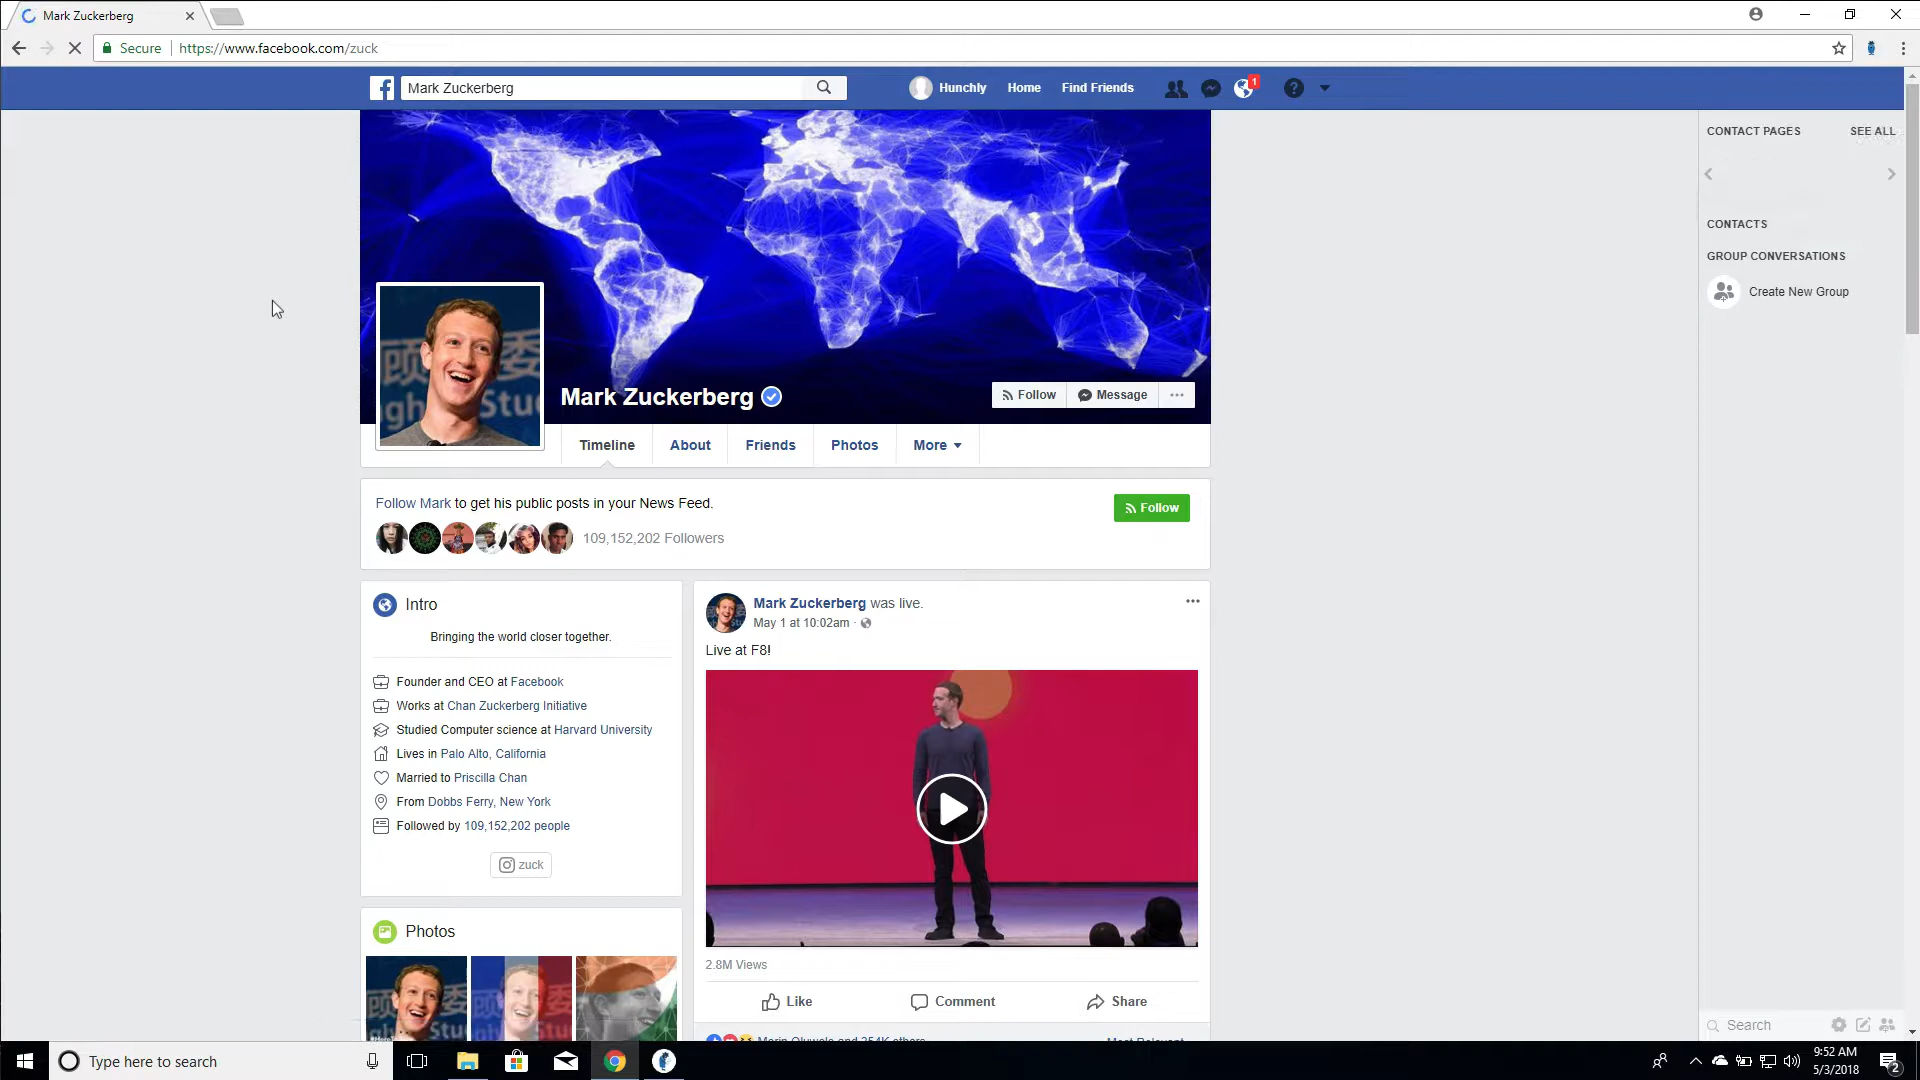 Mark Zuckerberg
Secure
https://www.facebook.com/zuck
Mark Zuckerberg
Hunchly
Home
Find Friends
1
CONTACT PAGES
SEE ALL
CONTACTS
GROUP CONVERSATIONS
Create New Group
Mark Zuckerberg
Follow
Message
Timeline
About
Friends
Photos
More
Follow Mark to get his public posts in your News Feed.
Follow
109,152,202 Followers
Intro
Bringing the world closer together.
Founder and CEO at Facebook
Works at Chan Zuckerberg Initiative
Studied Computer science at Harvard University
Lives in Palo Alto, California
Married to Priscilla Chan
From Dobbs Ferry, New York
Followed by 109,152,202 people
zuck
Photos
Mark Zuckerberg was live.
May 1 at 10:02am
Live at F8!
2.8M Views
Like
Comment
Share
Search
Type here to search
9:52 AM
5/3/2018
2